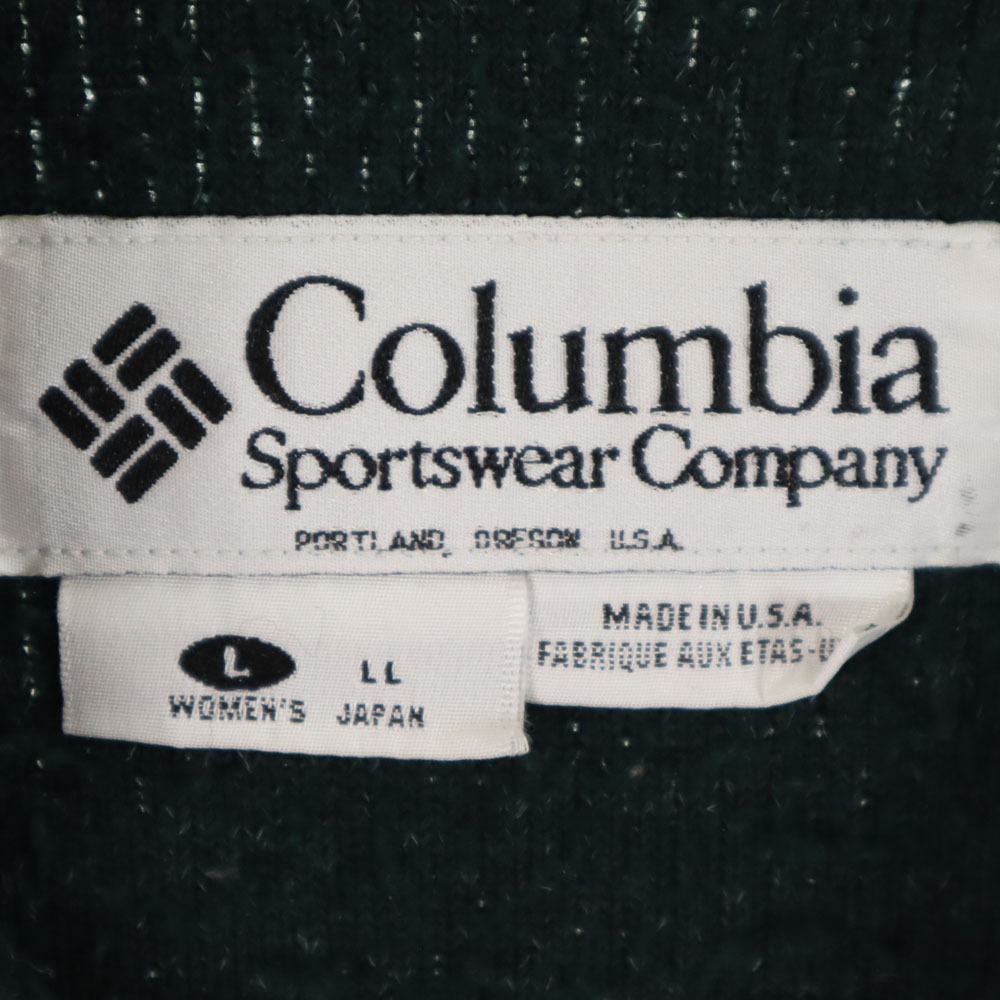 Columbia
Sportswear Company
PORTLAND, OREGON U.S.A.
L LL
WOMEN'S JAPAN
MADE IN U.S.A.
FABRIQUE AUX ETAS-U